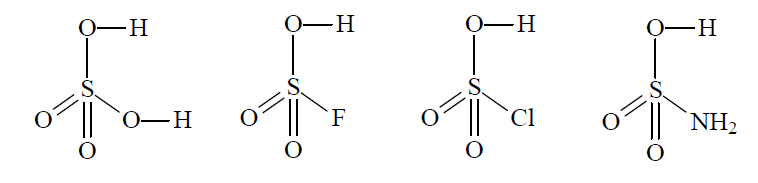 O H O H O H O H
S S S S
O O H O F O Cl O NH₂
O O O O